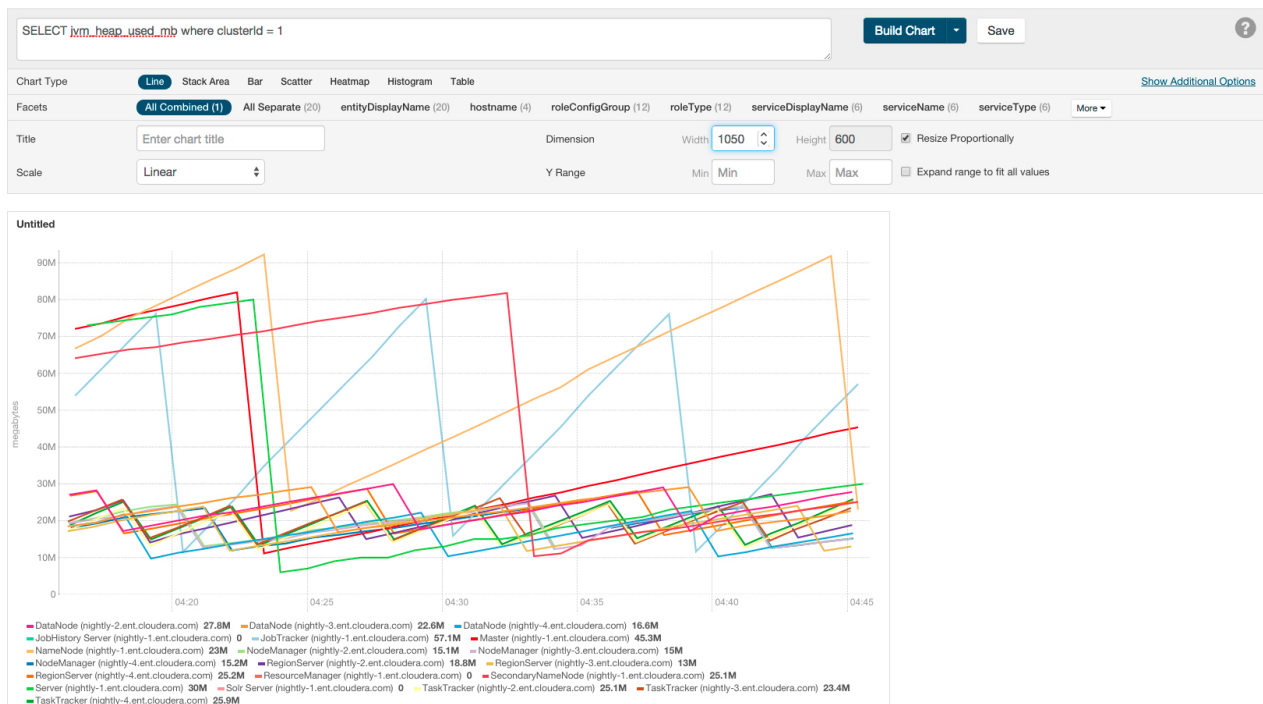 SELECT jvm_heap_used_mb where clusterId = 1
Build Chart
Save
?
Chart Type Line Stack Area Bar Scatter Heatmap Histogram Table Show Additional Options
Facets All Combined (1) All Separate (20) entityDisplayName (20) hostname (4) roleConfigGroup (12) roleType (12) serviceDisplayName (6) serviceName (6) serviceType (6) More
Title Enter chart title Dimension Width 1050 Height 600 Resize Proportionally
Scale Linear Y Range Min Min Max Max Expand range to fit all values
Untitled
90M
80M
70M
60M
50M
40M
30M
20M
10M
0
megabytes
04:20 04:25 04:30 04:35 04:40 04:45
DataNode (nightly-2.ent.cloudera.com) 27.8M DataNode (nightly-3.ent.cloudera.com) 22.6M DataNode (nightly-4.ent.cloudera.com) 16.6M
JobHistory Server (nightly-1.ent.cloudera.com) 0 JobTracker (nightly-1.ent.cloudera.com) 57.1M Master (nightly-1.ent.cloudera.com) 45.3M
NameNode (nightly-1.ent.cloudera.com) 23M NodeManager (nightly-2.ent.cloudera.com) 15.1M NodeManager (nightly-3.ent.cloudera.com) 15M
NodeManager (nightly-4.ent.cloudera.com) 15.2M RegionServer (nightly-2.ent.cloudera.com) 18.8M RegionServer (nightly-3.ent.cloudera.com) 13M
RegionServer (nightly-4.ent.cloudera.com) 25.2M ResourceManager (nightly-1.ent.cloudera.com) 0 SecondaryNameNode (nightly-1.ent.cloudera.com) 25.1M
Server (nightly-1.ent.cloudera.com) 30M Solr Server (nightly-1.ent.cloudera.com) 0 TaskTracker (nightly-2.ent.cloudera.com) 25.1M TaskTracker (nightly-3.ent.cloudera.com) 23.4M
TaskTracker (nightly-4.ent.cloudera.com) 25.9M